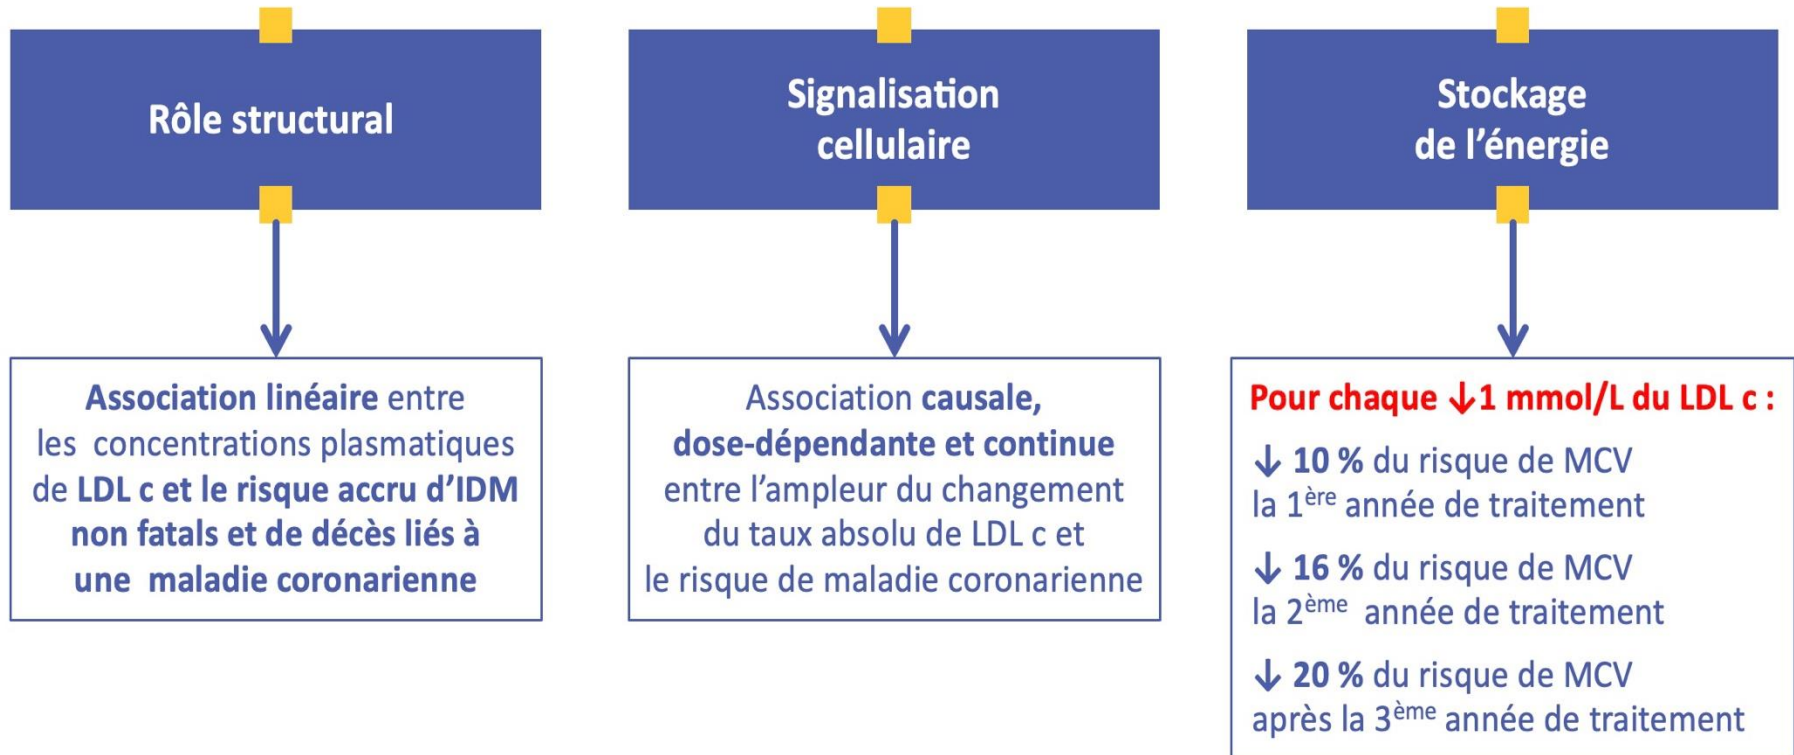 Rôle structural
Association linéaire entre
les concentrations plasmatiques
de LDL c et le risque accru d'IDM
non fatals et de décès liés à
une maladie coronarienne
Signalisation
cellulaire
Association causale,
dose-dépendante et continue
entre l'ampleur du changement
du taux absolu de LDL c et
le risque de maladie coronarienne
Stockage
de l'énergie
Pour chaque ↓1 mmol/L du LDL c :
↓ 10 % du risque de MCV
la 1ère année de traitement
↓ 16 % du risque de MCV
la 2ème année de traitement
↓ 20 % du risque de MCV
après la 3ème année de traitement